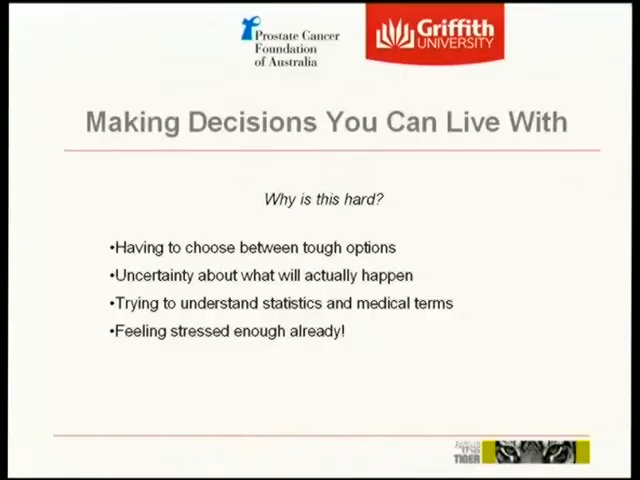 Prostate Cancer
Foundation
of Australia
Griffith
UNIVERSITY
Making Decisions You Can Live With
Why is this hard?
•Having to choose between tough options
•Uncertainty about what will actually happen
•Trying to understand statistics and medical terms
•Feeling stressed enough already!
TIGER